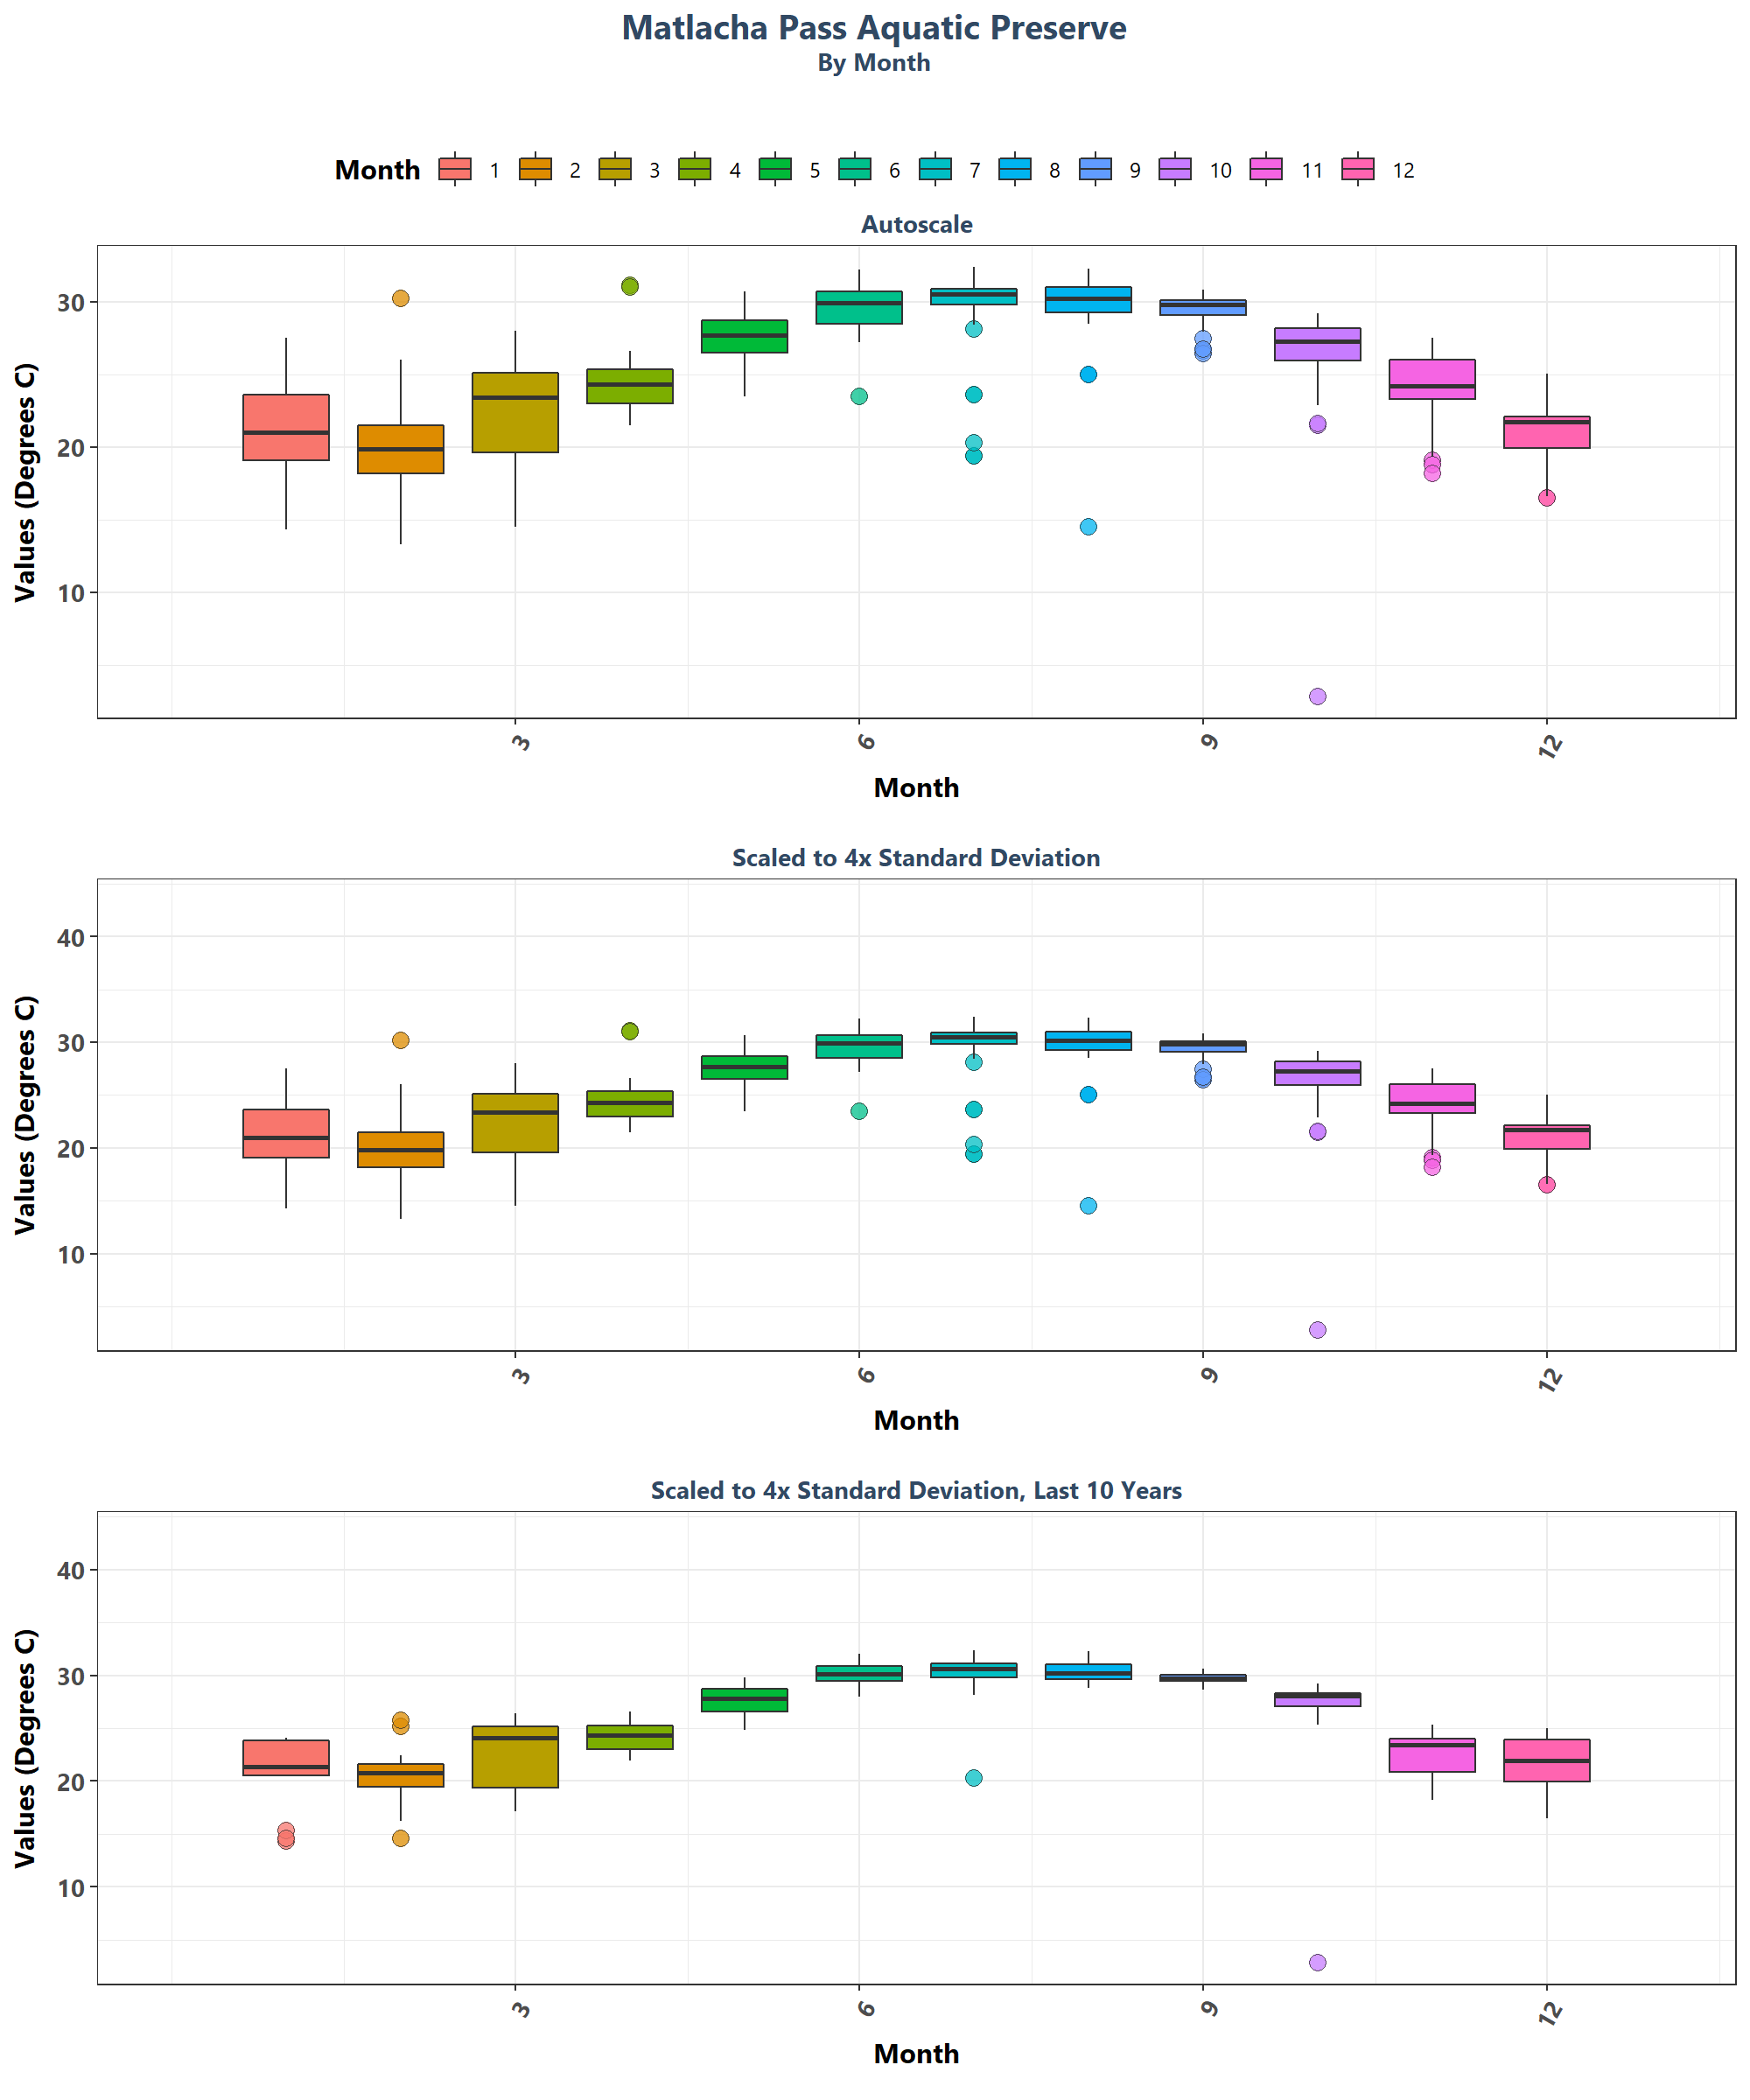 Matlacha Pass Aquatic Preserve
By Month
Month 1 2 3 4 5 6 7 8 9 10 11 12
Autoscale
Values (Degrees C)
30
20
10
3 6 9 12
Month
Scaled to 4x Standard Deviation
Values (Degrees C)
40
30
20
10
3 6 9 12
Month
Scaled to 4x Standard Deviation, Last 10 Years
Values (Degrees C)
40
30
20
10
3 6 9 12
Month